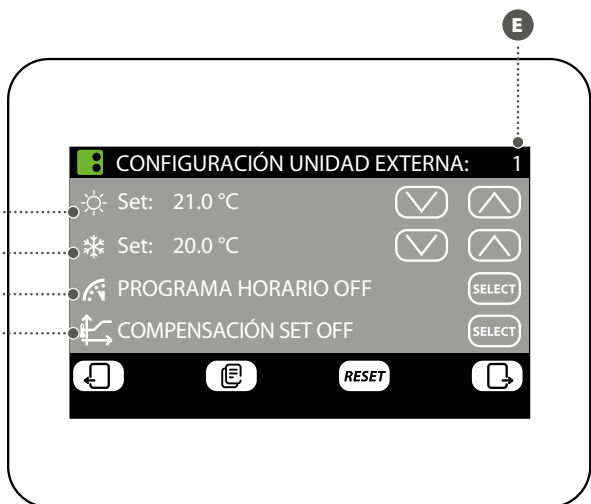 E
CONFIGURACIÓN UNIDAD EXTERNA: 1
Set: 21.0 °C
Set: 20.0 °C
PROGRAMA HORARIO OFF SELECT
COMPENSACIÓN SET OFF SELECT
RESET